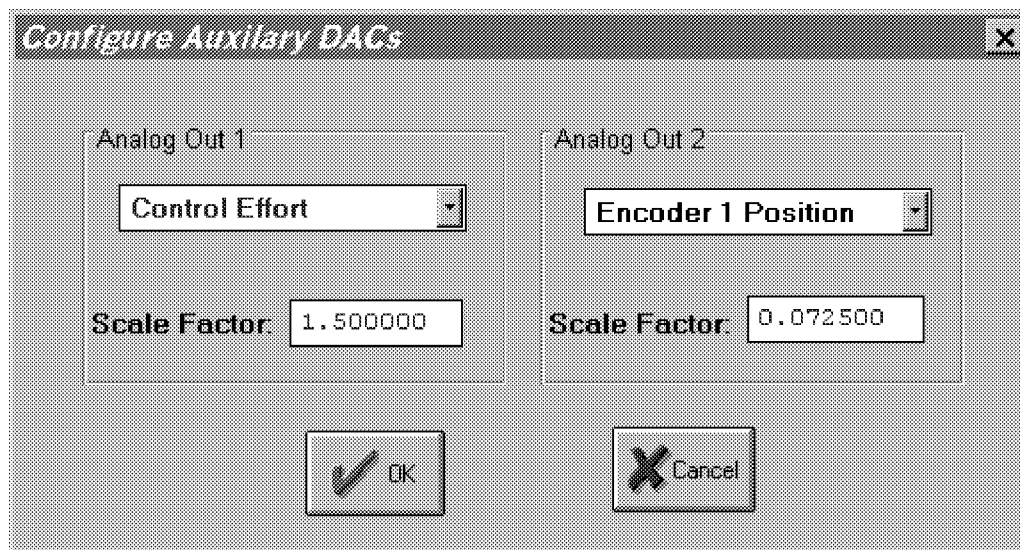 Configure Auxilary DACs
Analog Out 1
Control Effort
Scale Factor: 1.500000
Analog Out 2
Encoder 1 Position
Scale Factor: 0.072500
OK
Cancel